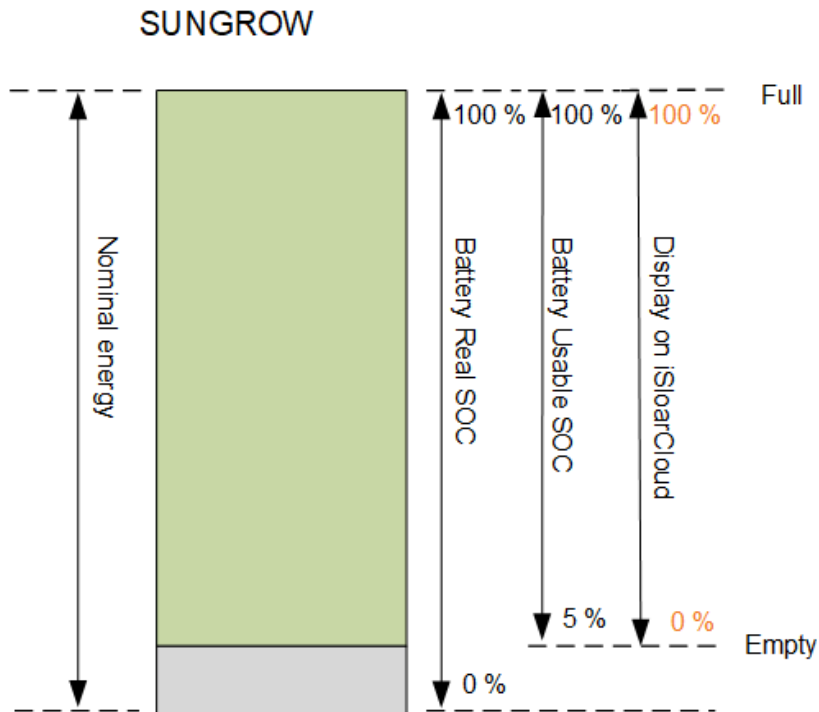 SUNGROW
Full
100 %
100 %
100 %
Nominal energy
Battery Real SOC
Battery Usable SOC
Display on iSloarCloud
5 %
0 %
Empty
0 %